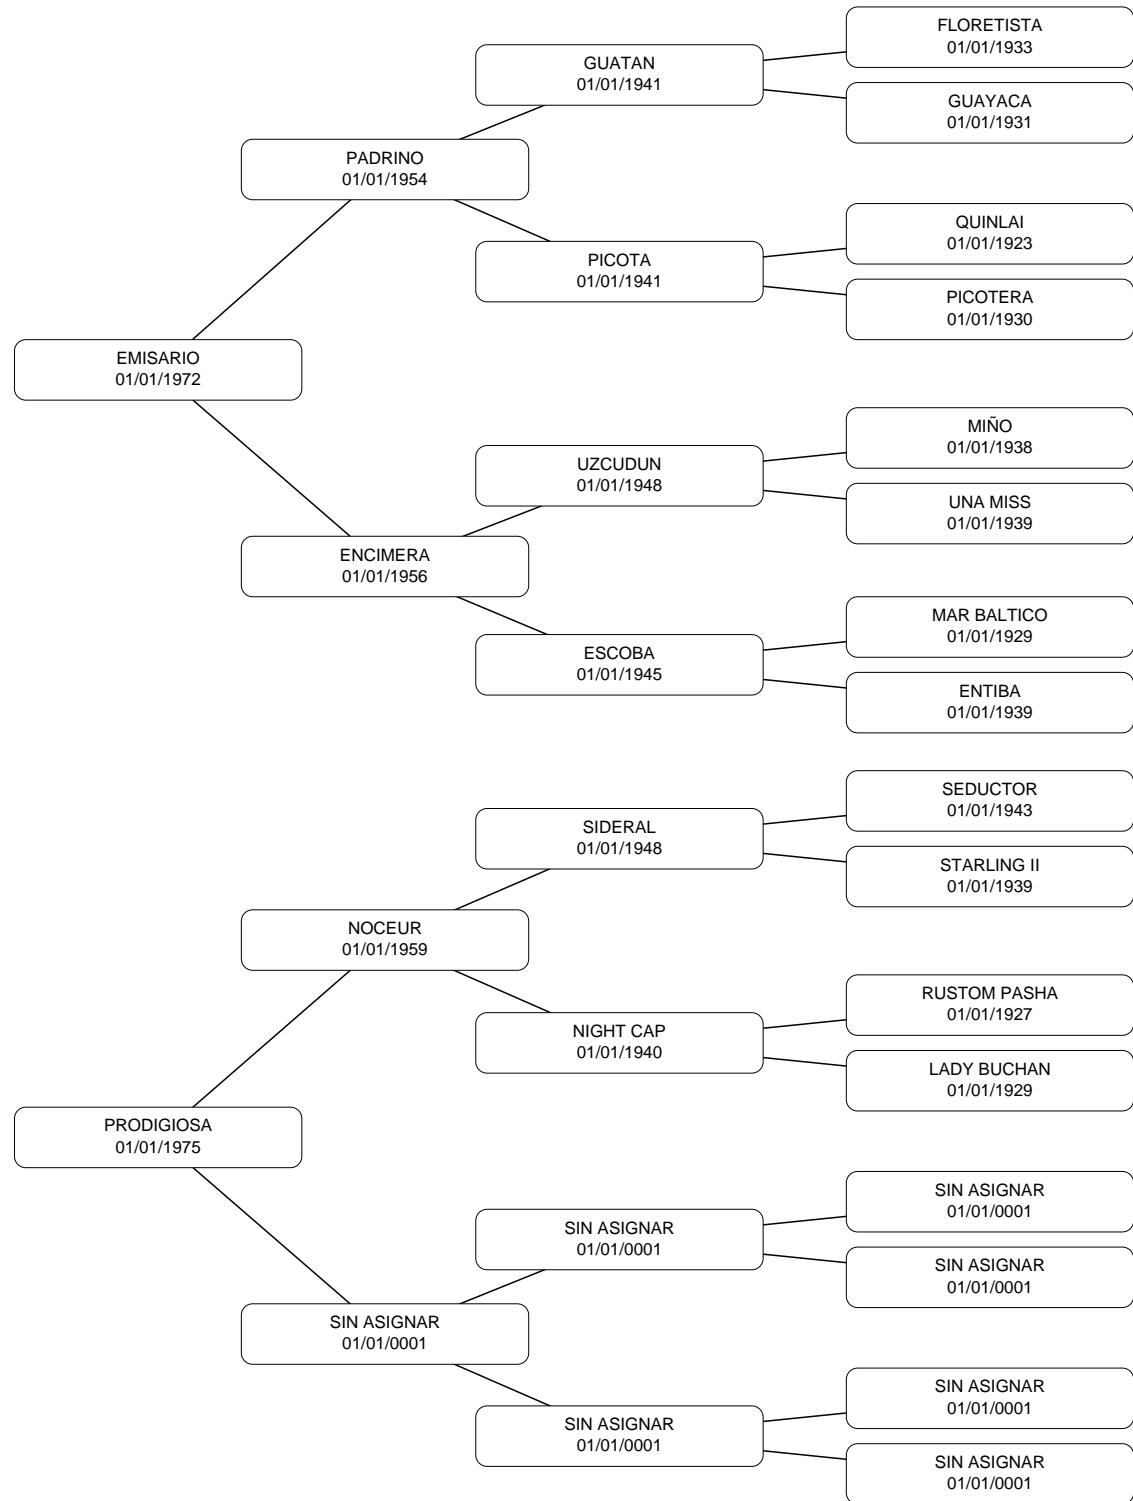 FLORETISTA
01/01/1933
GUATAN
01/01/1941
GUAYACA
01/01/1931
PADRINO
01/01/1954
QUINLAI
01/01/1923
PICOTA
01/01/1941
PICOTERA
01/01/1930
EMISARIO
01/01/1972
MIÑO
01/01/1938
UZCUDUN
01/01/1948
UNA MISS
01/01/1939
ENCIMERA
01/01/1956
MAR BALTICO
01/01/1929
ESCOBA
01/01/1945
ENTIBA
01/01/1939
SEDUCTOR
01/01/1943
SIDERAL
01/01/1948
STARLING II
01/01/1939
NOCEUR
01/01/1959
RUSTOM PASHA
01/01/1927
NIGHT CAP
01/01/1940
LADY BUCHAN
01/01/1929
PRODIGIOSA
01/01/1975
SIN ASIGNAR
01/01/0001
SIN ASIGNAR
01/01/0001
SIN ASIGNAR
01/01/0001
SIN ASIGNAR
01/01/0001
SIN ASIGNAR
01/01/0001
SIN ASIGNAR
01/01/0001
SIN ASIGNAR
01/01/0001